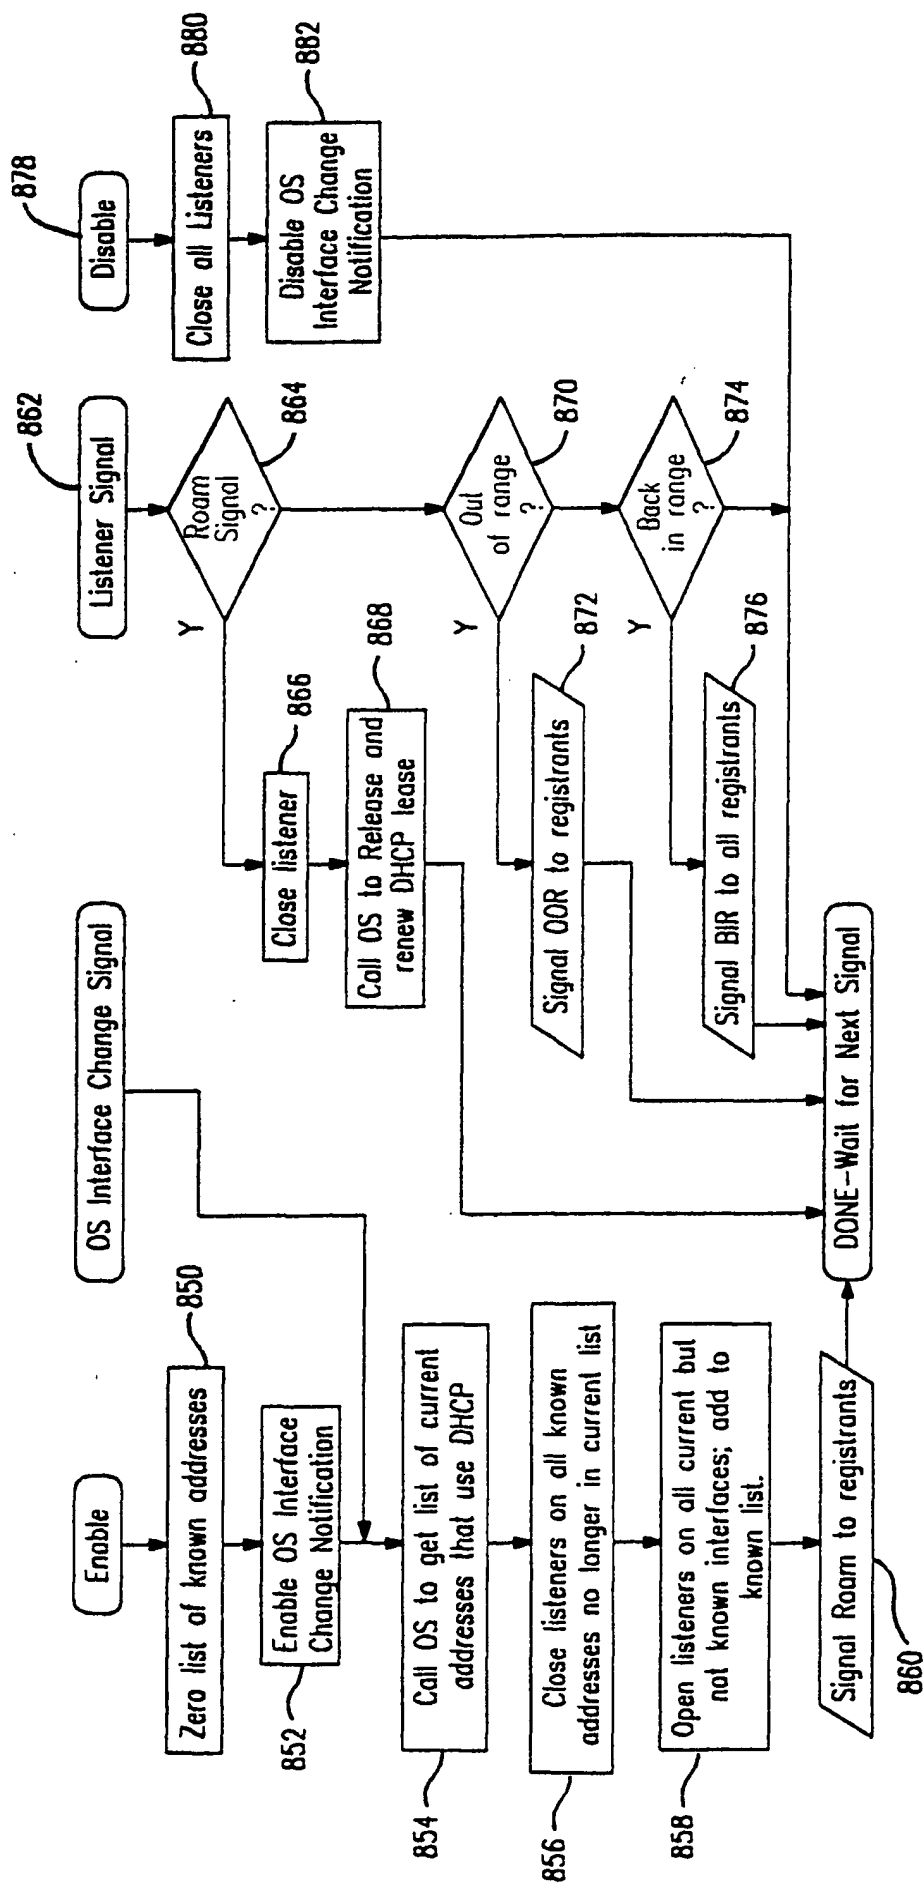 Enable
Zero list of known addresses
850
Enable OS Interface
Change Notification
852
Call OS to get list of current
addresses that use DHCP
854
Close listeners on all known
addresses no longer in current list
856
Open listeners on all current but
not known interfaces; add to
known list.
858
Signal Roam to registrants
860
OS Interface Change Signal
Listener Signal
862
Roam
Signal
?
864
Y
Close listener
866
Call OS to Release and
renew DHCP lease
868
Out
of range
?
870
Y
Signal OOR to registrants
872
Back
in range
?
874
Y
Signal BIR to all registrants
876
Disable
878
Close all Listeners
880
Disable OS
Interface Change
Notification
882
DONE-Wait for Next Signal